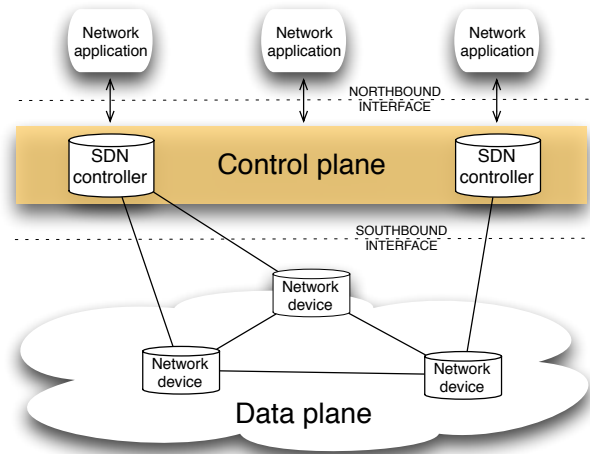 Network
application
Network
application
Network
application
NORTHBOUND
INTERFACE
SDN
controller
Control plane
SDN
controller
SOUTHBOUND
INTERFACE
Network
device
Network
device
Network
device
Data plane